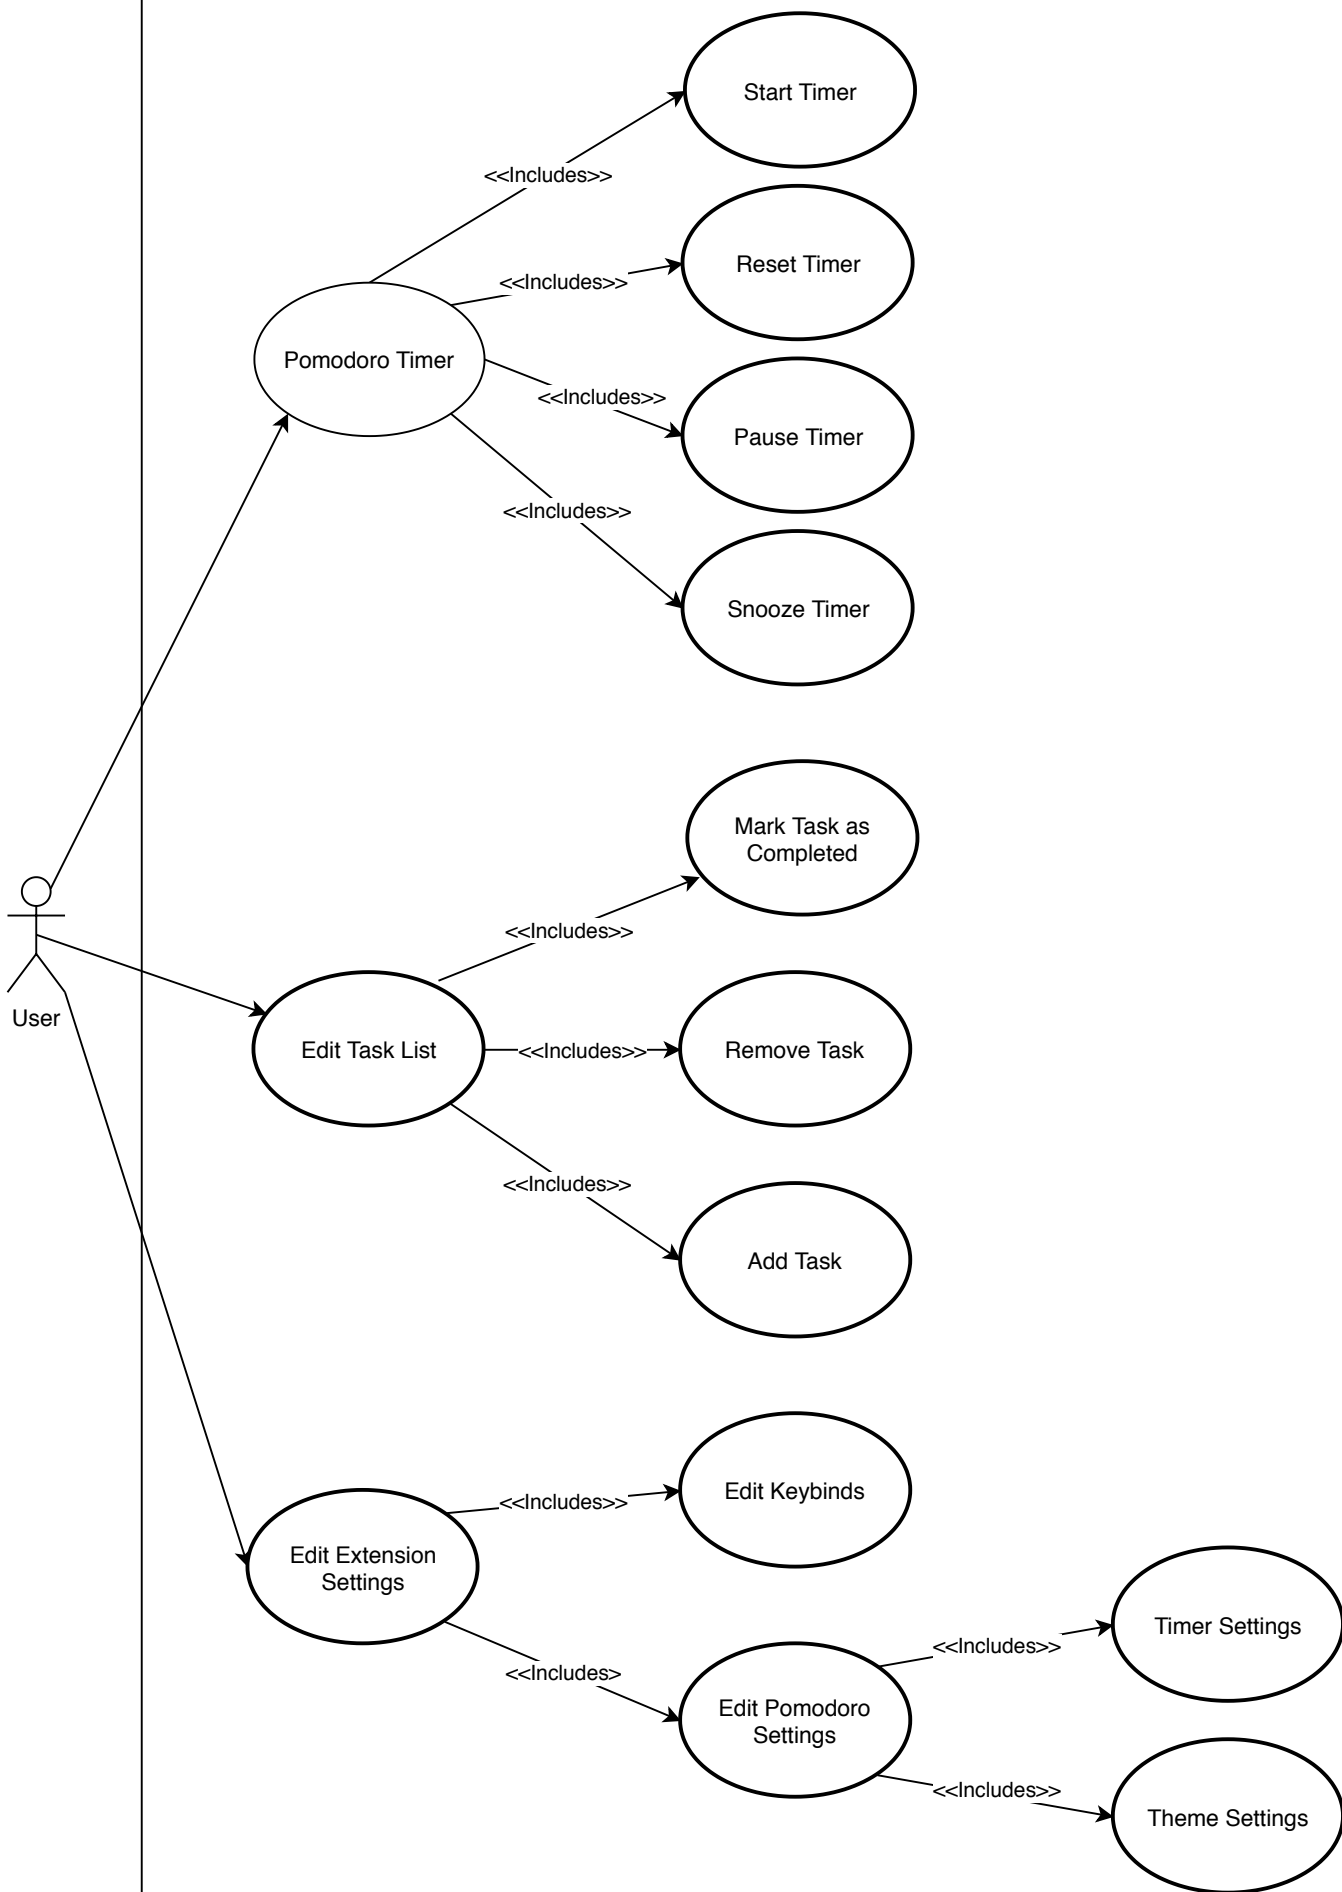 Start Timer
<<Includes>>
Reset Timer
<<Includes>>
Pomodoro Timer
<<Includes>>
Pause Timer
<<Includes>>
Snooze Timer
Mark Task as
Completed
<<Includes>>
User
Edit Task List
<<Includes>>
Remove Task
<<Includes>>
Add Task
<<Includes>>
Edit Keybinds
Edit Extension
Settings
<<Includes>
Edit Pomodoro
Settings
<<Includes>>
Timer Settings
<<Includes>>
Theme Settings